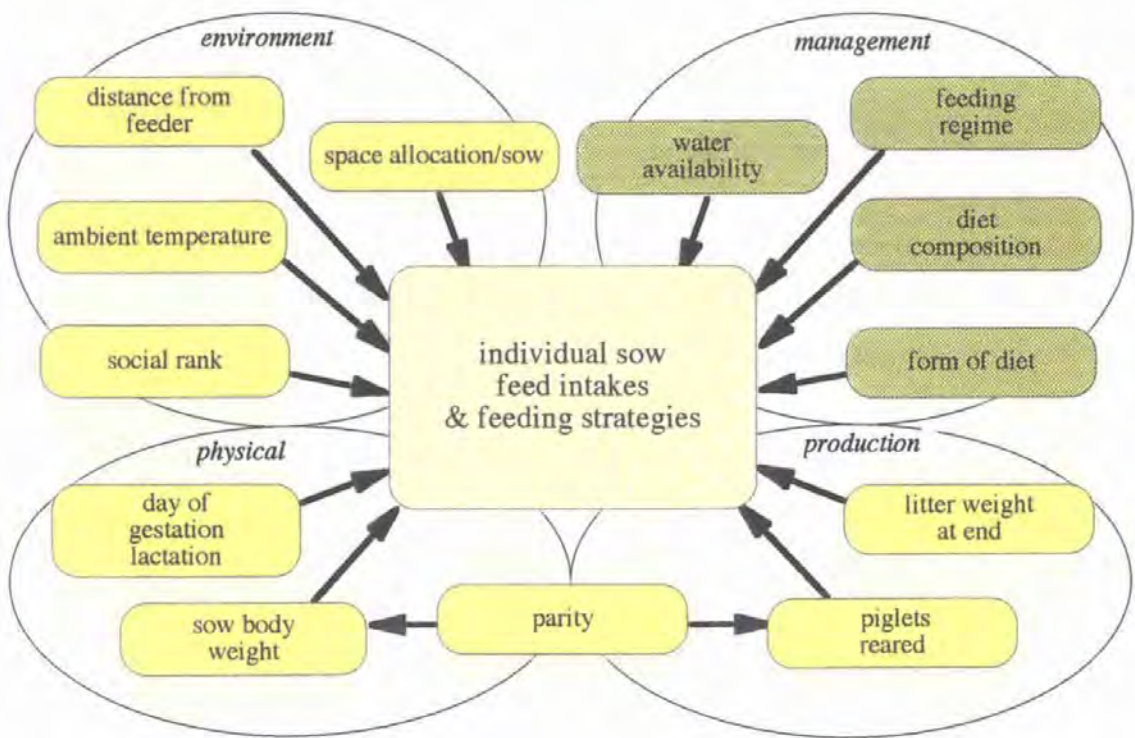 environment
management
distance from
feeder
space allocation/sow
water
availability
feeding
regime
ambient temperature
diet
composition
social rank
individual sow
feed intakes
& feeding strategies
form of diet
physical
production
day of
gestation
lactation
litter weight
at end
sow body
weight
parity
piglets
reared